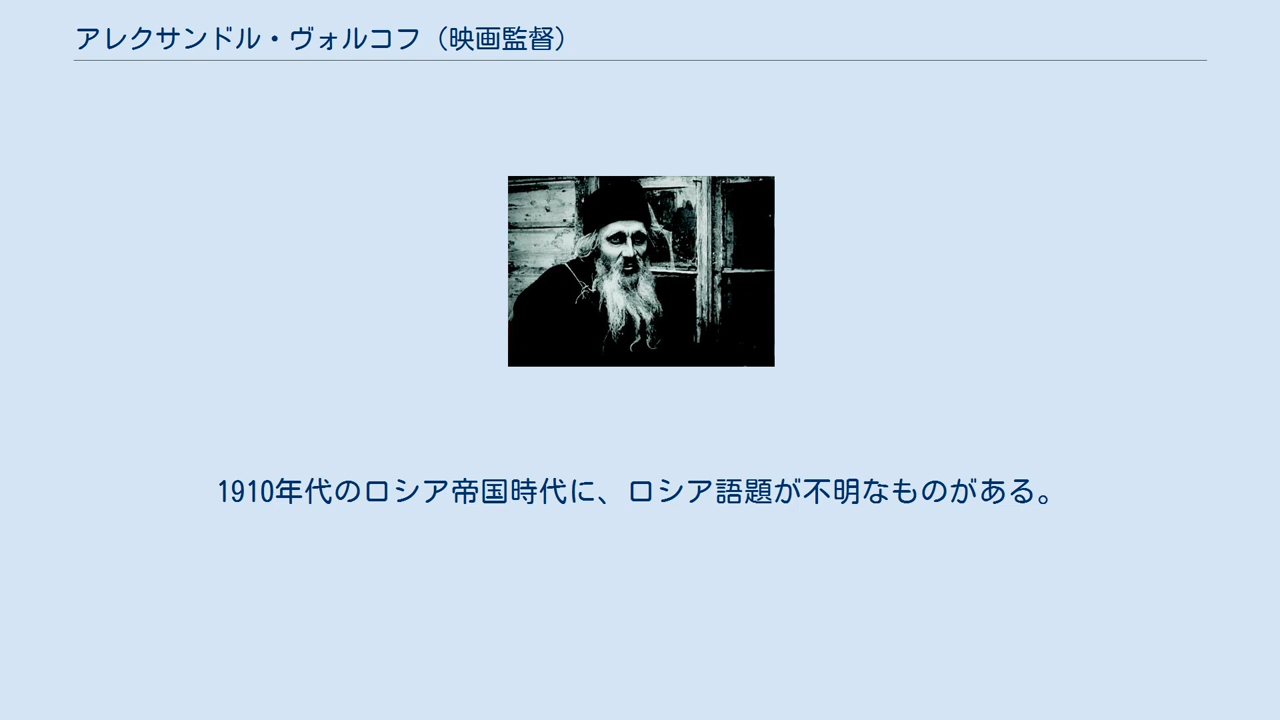 アレクサンドル・ヴォルコフ（映画監督）
1910年代のロシア帝国時代に、ロシア語題が不明なものがある。